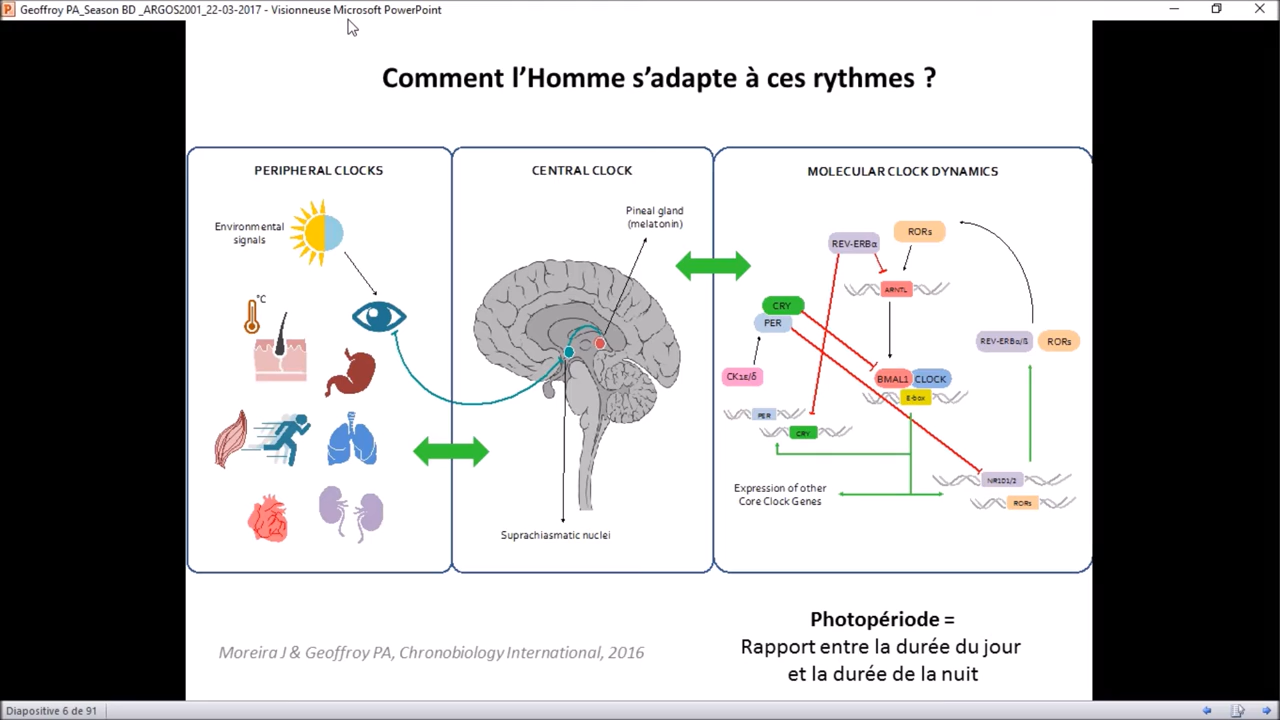 Geoffroy PA_Season BD _ARGOS2001_22-03-2017 - Visionneuse Microsoft PowerPoint
Comment l’Homme s’adapte à ces rythmes ?
PERIPHERAL CLOCKS
Environmental
signals
°C
CENTRAL CLOCK
Pineal gland
(melatonin)
Suprachiasmatic nuclei
MOLECULAR CLOCK DYNAMICS
REV-ERBα
RORs
ARNTL
CRY
PER
REV-ERBα/ß
RORs
CK1ε/δ
BMAL1
CLOCK
E-box
PER
CRY
NR1D1/2
RORs
Expression of other
Core Clock Genes
Photopériode =
Rapport entre la durée du jour
et la durée de la nuit
Moreira J & Geoffroy PA, Chronobiology International, 2016
Diapositive 6 de 91